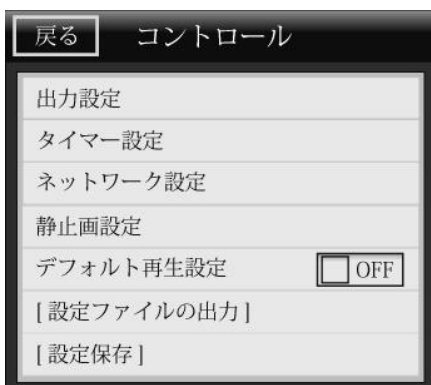 戻る コントロール
出力設定
タイマー設定
ネットワーク設定
静止画設定
デフォルト再生設定 OFF
[ 設定ファイルの出力 ]
[ 設定保存 ]